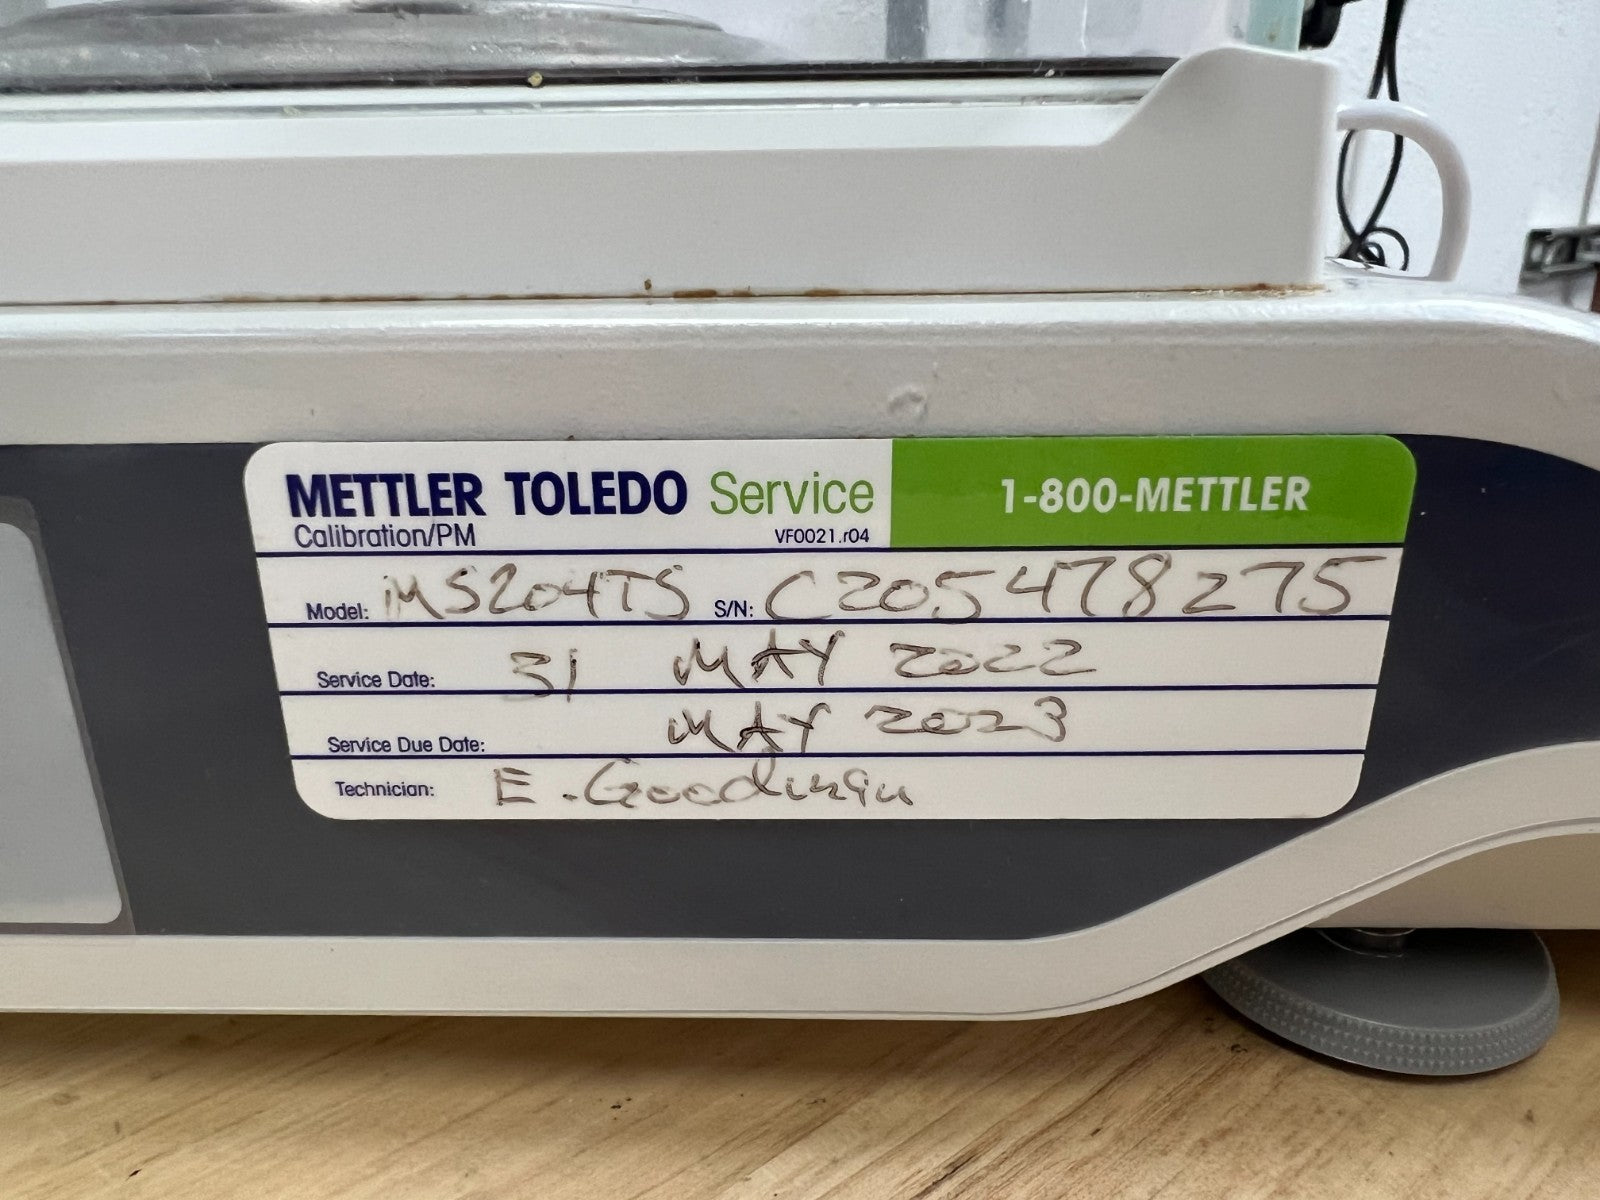 METTLER TOLEDO Service 1-800-METTLER
Calibration/PM VF0021.r04
Model: MS204TS S/N: C205478275
Service Date: 31 MAY 2022
Service Due Date: MAY 2023
Technician: E. Goodman